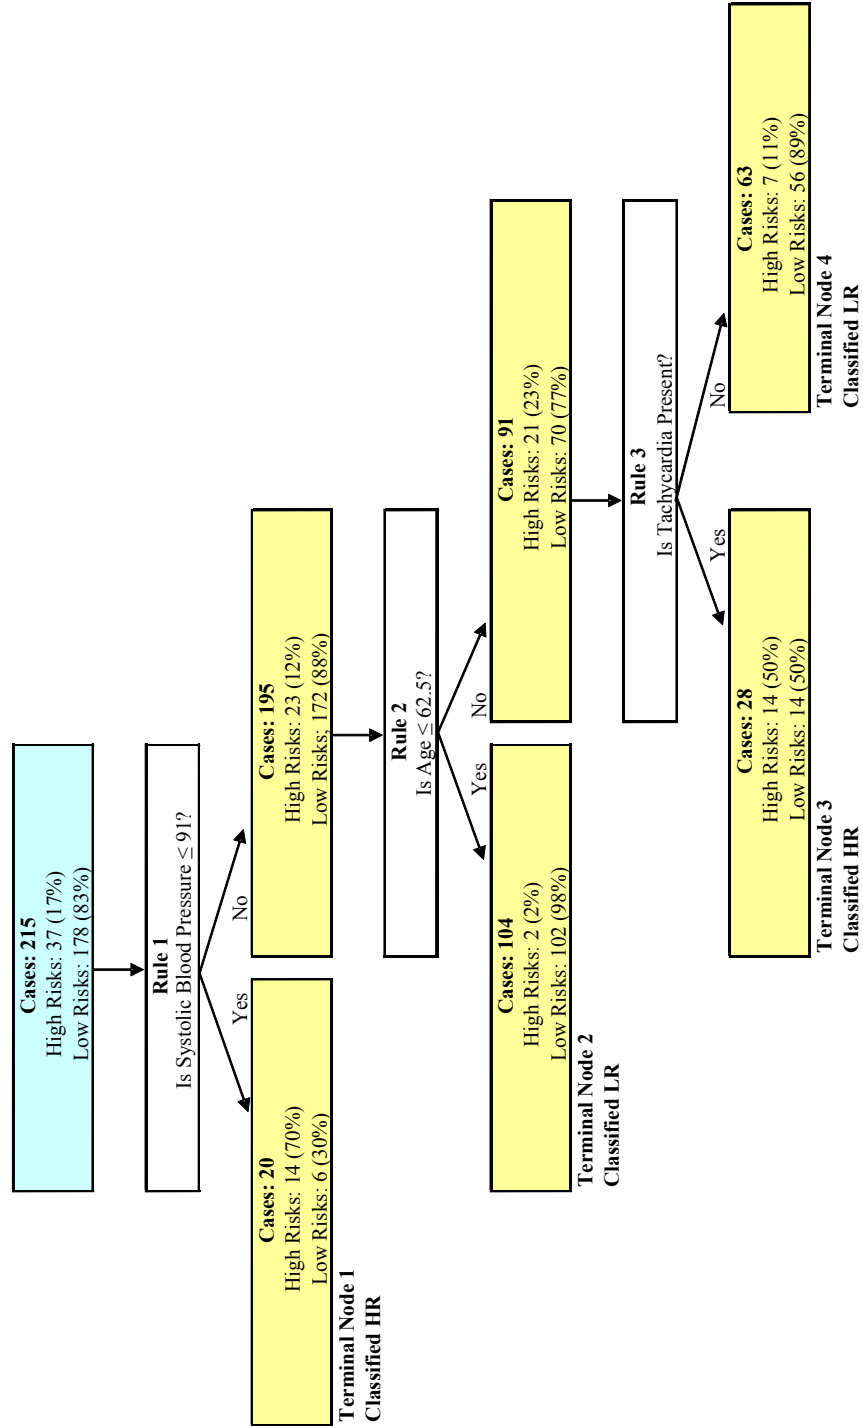 Cases: 215
High Risks: 37 (17%)
Low Risks: 178 (83%)
Rule 1
Is Systolic Blood Pressure ≤ 91?
Yes
No
Cases: 20
High Risks: 14 (70%)
Low Risks: 6 (30%)
Terminal Node 1
Classified HR
Cases: 195
High Risks: 23 (12%)
Low Risks; 172 (88%)
Rule 2
Is Age ≤ 62.5?
Yes
No
Cases: 104
High Risks: 2 (2%)
Low Risks: 102 (98%)
Terminal Node 2
Classified LR
Cases: 91
High Risks: 21 (23%)
Low Risks: 70 (77%)
Rule 3
Is Tachycardia Present?
Yes
No
Cases: 28
High Risks: 14 (50%)
Low Risks: 14 (50%)
Terminal Node 3
Classified HR
Cases: 63
High Risks: 7 (11%)
Low Risks: 56 (89%)
Terminal Node 4
Classified LR